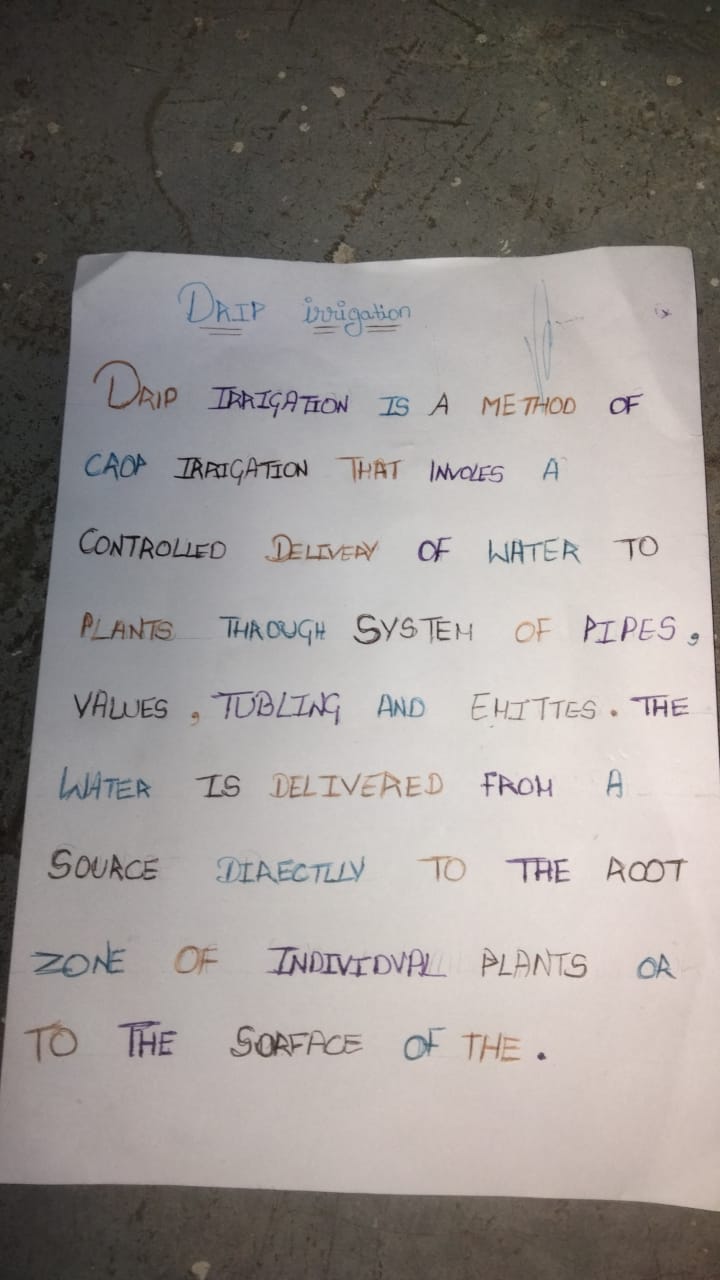 DRIP irrigation
DRIP IRRIGATION IS A METHOD OF
CROP IRRIGATION THAT INVOLES A
CONTROLLED DELIVERY OF WATER TO
PLANTS THROUGH SYSTEM OF PIPES,
VALUES, TUBLING AND EMITTES. THE
WATER IS DELIVERED FROM A
SOURCE DIRECTLLY TO THE ROOT
ZONE OF INDIVIDVAL PLANTS OR
TO THE SORFACE OF THE.